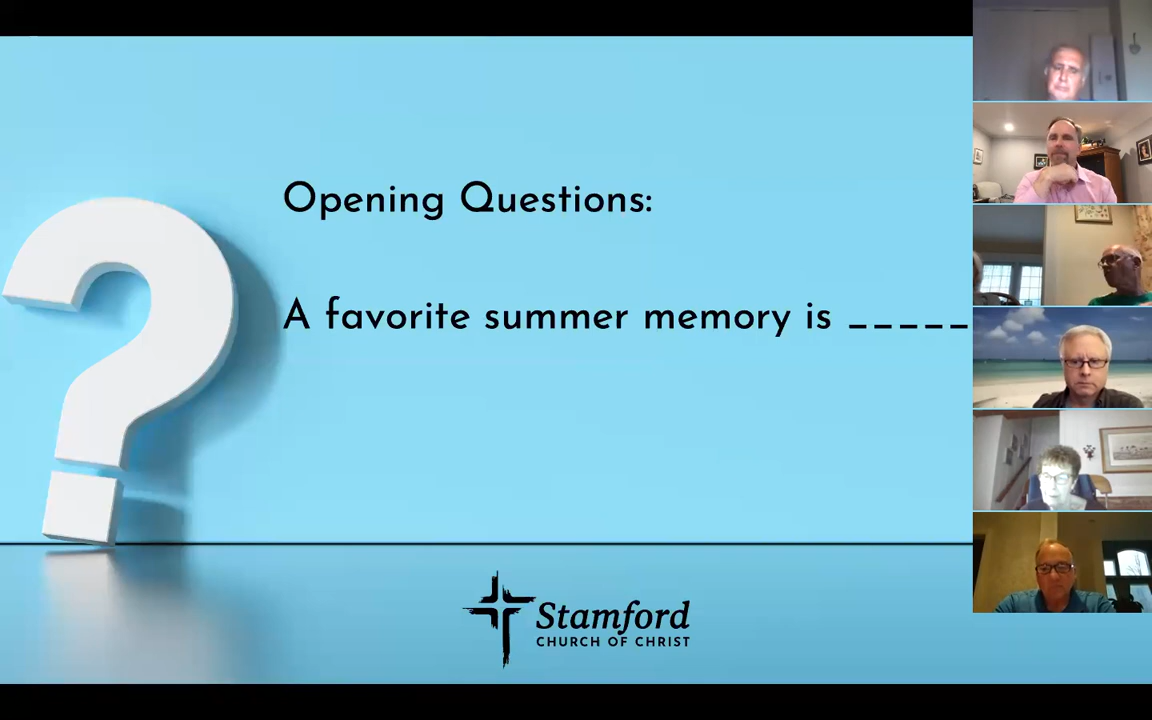 Opening Questions:
A favorite summer memory is _____
Stamford
CHURCH OF CHRIST